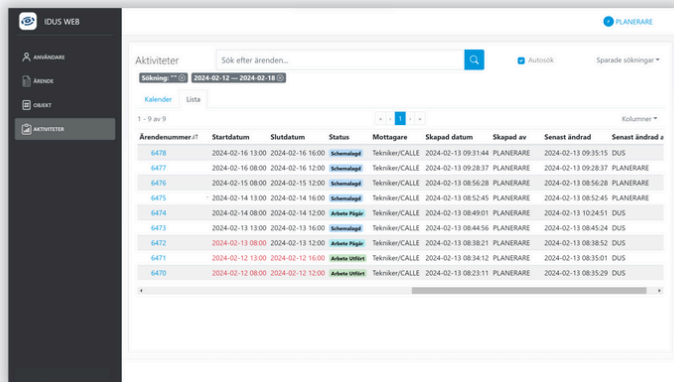 IDUS WEB
PLANERARE
ANVÄNDARE
ÄRENDE
OBJEKT
AKTIVITETER
Aktiviteter
Sök efter ärenden...
Autosök
Sparade sökningar
Sökning: "" 2024-02-12 — 2024-02-18
Kalender Lista
1 - 9 av 9
« ‹ 1 › »
Kolumner
Ärendenummer Startdatum Slutdatum Status Mottagare Skapad datum Skapad av Senast ändrad Senast ändrad a
6478 2024-02-16 13:00 2024-02-16 16:00 Schemalagd Tekniker/CALLE 2024-02-13 09:31:44 PLANERARE 2024-02-13 09:35:15 DUS
6477 2024-02-16 08:00 2024-02-16 12:00 Schemalagd Tekniker/CALLE 2024-02-13 09:28:37 PLANERARE 2024-02-13 09:28:37 PLANERARE
6476 2024-02-15 08:00 2024-02-15 12:00 Schemalagd Tekniker/CALLE 2024-02-13 08:56:28 PLANERARE 2024-02-13 08:56:28 PLANERARE
6475 2024-02-14 13:00 2024-02-14 16:00 Schemalagd Tekniker/CALLE 2024-02-13 08:52:45 PLANERARE 2024-02-13 08:52:45 PLANERARE
6474 2024-02-14 08:00 2024-02-14 12:00 Arbete Pågår Tekniker/CALLE 2024-02-13 08:49:01 PLANERARE 2024-02-13 10:24:51 DUS
6473 2024-02-13 13:00 2024-02-13 16:00 Schemalagd Tekniker/CALLE 2024-02-13 08:44:56 PLANERARE 2024-02-13 08:45:24 DUS
6472 2024-02-13 08:00 2024-02-13 12:00 Arbete Pågår Tekniker/CALLE 2024-02-13 08:38:21 PLANERARE 2024-02-13 08:38:52 DUS
6471 2024-02-12 13:00 2024-02-12 16:00 Arbete Utfört Tekniker/CALLE 2024-02-13 08:34:12 PLANERARE 2024-02-13 08:35:01 DUS
6470 2024-02-12 08:00 2024-02-12 12:00 Arbete Utfört Tekniker/CALLE 2024-02-13 08:23:11 PLANERARE 2024-02-13 08:35:29 DUS